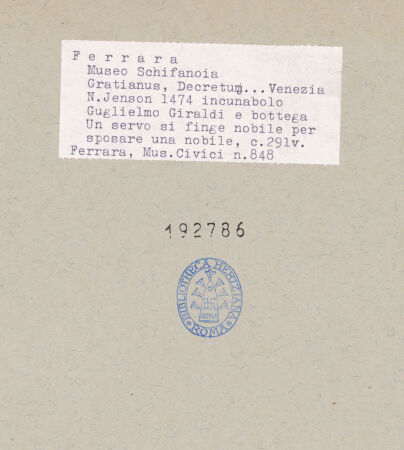 F e r r a r a
Museo Schifanoia
Gratianus, Decretum...Venezia
N.Jenson 1474 incunabolo
Guglielmo Giraldi e bottega
Un servo si finge nobile per
sposare una nobile, c.291v.
Ferrara, Mus.Civici n.848
192786
BIBLIOTHECA HERTZIANA
ROMA
ROMA